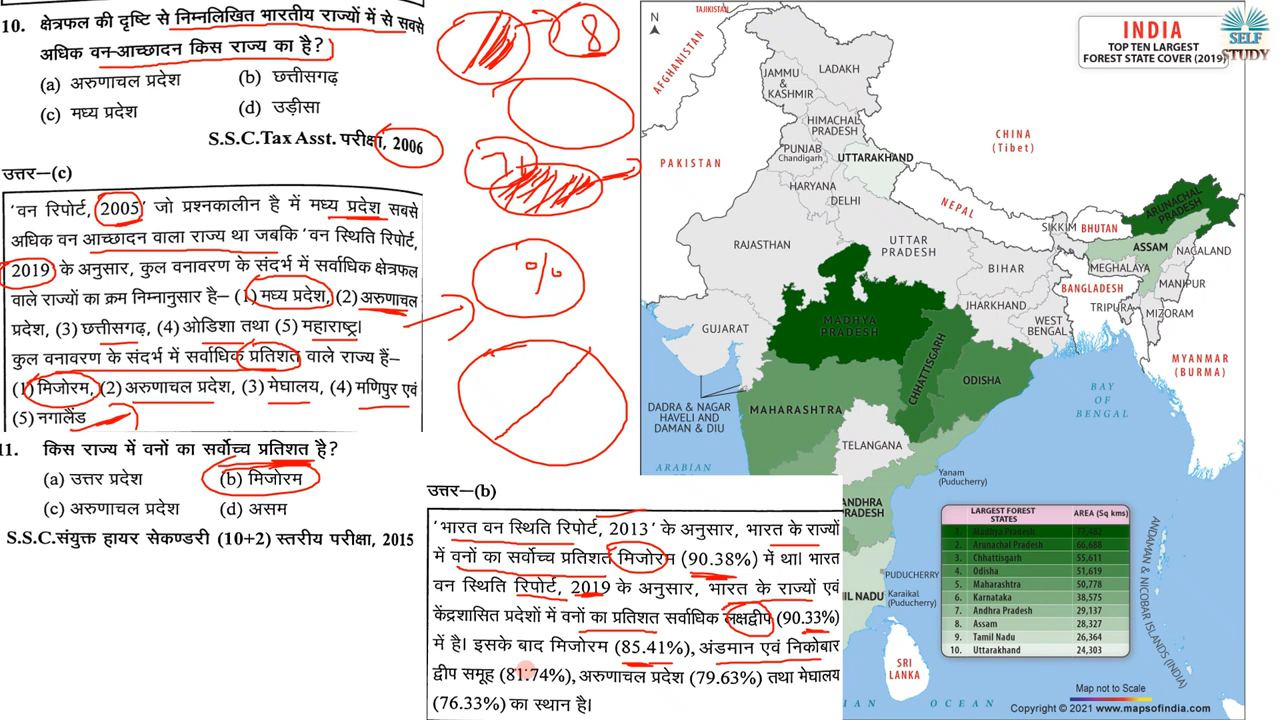 10. क्षेत्रफल की दृष्टि से निम्नलिखित भारतीय राज्यों में से सबसे
अधिक वन-आच्छादन किस राज्य का है?
(a) अरुणाचल प्रदेश (b) छत्तीसगढ़
(c) मध्य प्रदेश (d) उड़ीसा
S.S.C.Tax Asst. परीक्षा, 2006
उत्तर—(c)
'वन रिपोर्ट, 2005' जो प्रश्नकालीन है में मध्य प्रदेश सबसे
अधिक वन आच्छादन वाला राज्य था जबकि 'वन स्थिति रिपोर्ट,
2019 के अनुसार, कुल वनावरण के संदर्भ में सर्वाधिक क्षेत्रफल
वाले राज्यों का क्रम निम्नानुसार है– (1) मध्य प्रदेश, (2) अरुणाचल
प्रदेश, (3) छत्तीसगढ़, (4) ओडिशा तथा (5) महाराष्ट्र।
कुल वनावरण के संदर्भ में सर्वाधिक प्रतिशत वाले राज्य हैं–
(1) मिजोरम, (2) अरुणाचल प्रदेश, (3) मेघालय, (4) मणिपुर एवं
(5) नगालैंड
11. किस राज्य में वनों का सर्वोच्च प्रतिशत है?
(a) उत्तर प्रदेश (b) मिजोरम
(c) अरुणाचल प्रदेश (d) असम
S.S.C. संयुक्त हायर सेकण्डरी (10+2) स्तरीय परीक्षा, 2015
8
%
उत्तर—(b)
'भारत वन स्थिति रिपोर्ट, 2013' के अनुसार, भारत के राज्यों
में वनों का सर्वोच्च प्रतिशत मिजोरम (90.38%) में था। भारत
वन स्थिति रिपोर्ट, 2019 के अनुसार, भारत के राज्यों एवं
केंद्रशासित प्रदेशों में वनों का प्रतिशत सर्वाधिक लक्षद्वीप (90.33%)
में है। इसके बाद मिजोरम (85.41%), अंडमान एवं निकोबार
द्वीप समूह (81.74%), अरुणाचल प्रदेश (79.63%) तथा मेघालय
(76.33%) का स्थान है।
INDIA
TOP TEN LARGEST
FOREST STATE COVER (2019)
SELF
STUDY
N
TAJIKISTAN
AFGHANISTAN
LADAKH
JAMMU
&
KASHMIR
HIMACHAL
PRADESH
CHINA
(Tibet)
PAKISTAN
PUNJAB
Chandigarh
UTTARAKHAND
HARYANA
DELHI
NEPAL
ARUNACHAL
PRADESH
SIKKIM
BHUTAN
RAJASTHAN
UTTAR
PRADESH
ASSAM
NAGALAND
BIHAR
MEGHALAYA
BANGLADESH
MANIPUR
JHARKHAND
TRIPURA
MIZORAM
GUJARAT
MADHYA
PRADESH
WEST
BENGAL
CHHATTISGARH
ODISHA
MYANMAR
(BURMA)
BAY
OF
BENGAL
DADRA & NAGAR
HAVELI AND
DAMAN & DIU
MAHARASHTRA
TELANGANA
ARABIAN
Yanam
(Puducherry)
ANDHRA
PRADESH
PUDUCHERRY
Karaikal
(Puducherry)
MIL NADU
SRI
LANKA
ANDAMAN & NICOBAR ISLANDS (INDIA)
LARGEST FOREST STATES AREA (Sq kms)
1. Madhya Pradesh 77,482
2. Arunachal Pradesh 66,688
3. Chhattisgarh 55,611
4. Odisha 51,619
5. Maharashtra 50,778
6. Karnataka 38,575
7. Andhra Pradesh 29,137
8. Assam 28,327
9. Tamil Nadu 26,364
10. Uttarakhand 24,303
Map not to Scale
IAN OCEAN
Copyright © 2021 www.mapsofindia.com